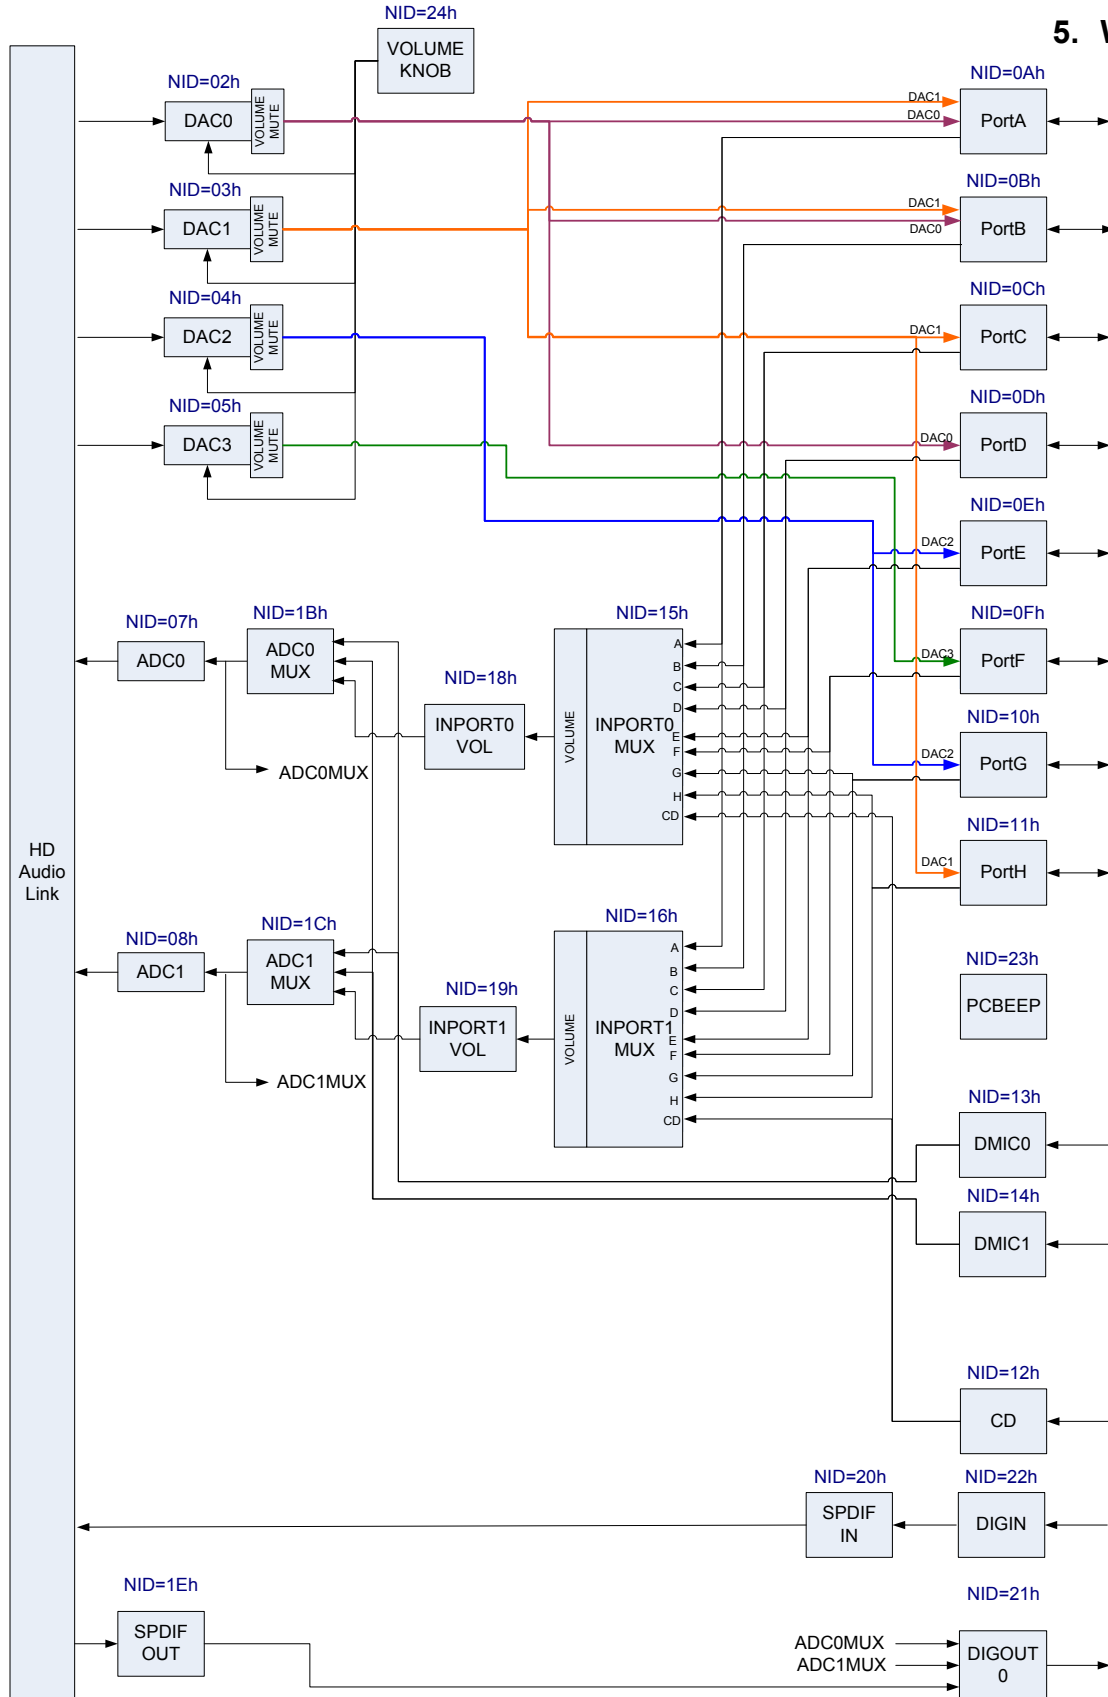 NID=24h
5. W
VOLUME
KNOB
NID=02h
NID=0Ah
DAC0
VOLUME
MUTE
DAC1
DAC0
PortA
NID=03h
NID=0Bh
DAC1
VOLUME
MUTE
DAC1
DAC0
PortB
NID=04h
NID=0Ch
DAC2
VOLUME
MUTE
DAC1
PortC
NID=05h
NID=0Dh
DAC3
VOLUME
MUTE
DAC0
PortD
NID=0Eh
DAC2
PortE
NID=07h
NID=1Bh
NID=15h
NID=0Fh
ADC0
ADC0
MUX
A
B
C
D
E
F
G
H
CD
DAC3
PortF
NID=18h
INPORT0
VOL
VOLUME
INPORT0
MUX
NID=10h
DAC2
PortG
ADC0MUX
NID=11h
DAC1
PortH
HD
Audio
Link
NID=08h
NID=1Ch
NID=16h
NID=23h
ADC1
ADC1
MUX
A
B
C
D
E
F
G
H
CD
PCBEEP
NID=19h
INPORT1
VOL
VOLUME
INPORT1
MUX
ADC1MUX
NID=13h
DMIC0
NID=14h
DMIC1
NID=12h
CD
NID=20h
NID=22h
SPDIF
IN
DIGIN
NID=1Eh
NID=21h
SPDIF
OUT
ADC0MUX
ADC1MUX
DIGOUT
0